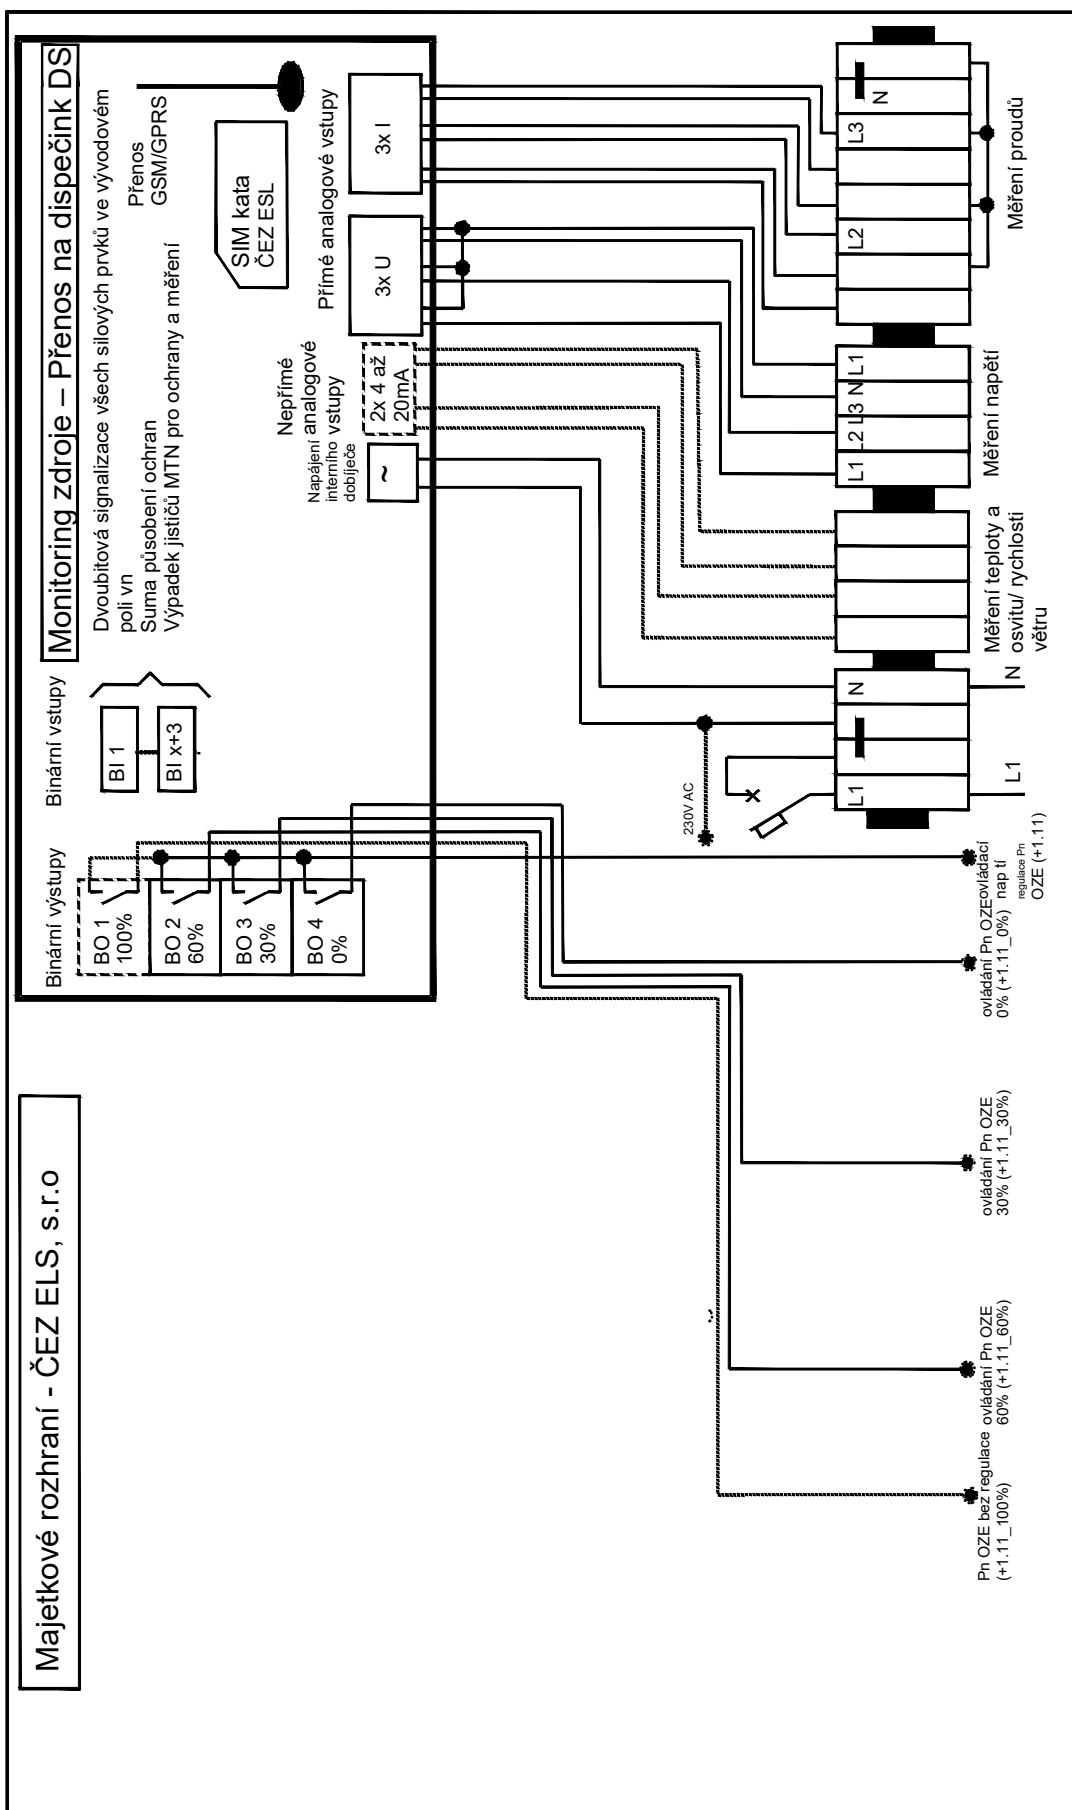 Majetkové rozhraní - ČEZ ELS, s.r.o
Monitoring zdroje – Přenos na dispečink DS
Binární výstupy
BO 1
100%
BO 2
60%
BO 3
30%
BO 4
0%
Binární vstupy
BI 1
BI x+3
Dvoubitová signalizace všech silových prvků ve vývodovém
poli vn
Suma působení ochran
Výpadek jističů MTN pro ochrany a měření
Přenos
GSM/GPRS
SIM kata
ČEZ ESL
Napájení
interního
dobíječe
~
Nepřímé
analogové
vstupy
2x 4 až
20mA
Přímé analogové vstupy
3x U
3x I
230V AC
L1
N
L1
L2
L3
N
L1
L2
L3
N
L1
N
Měření teploty a
osvitu/ rychlosti
větru
Měření napětí
Měření proudů
Pn OZE bez regulace
(+1.11_100%)
ovládání Pn OZE
60% (+1.11_60%)
ovládání Pn OZE
30% (+1.11_30%)
ovládání Pn OZE
0% (+1.11_0%)
ovládací
nap tí
regulace Pn
OZE (+1.11)